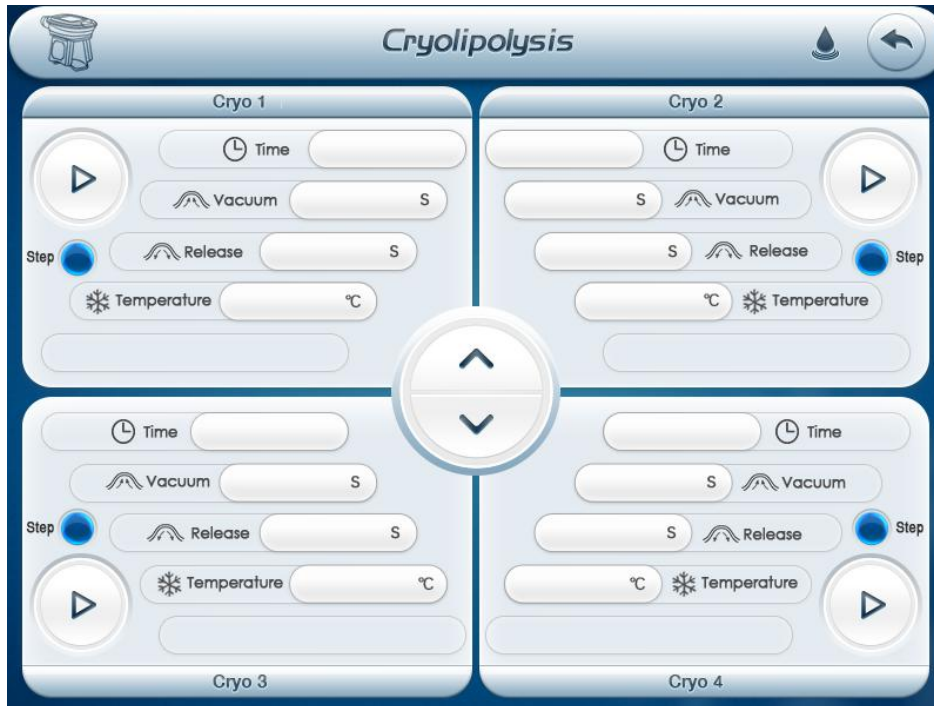 Cryolipolysis
Cryo 1
Time
Vacuum S
Step
Release S
Temperature ℃
Cryo 2
Time
S Vacuum
S Release
Step
℃ Temperature
Time
Vacuum S
Step
Release S
Temperature ℃
Cryo 3
Time
S Vacuum
Step
S Release
℃ Temperature
Cryo 4